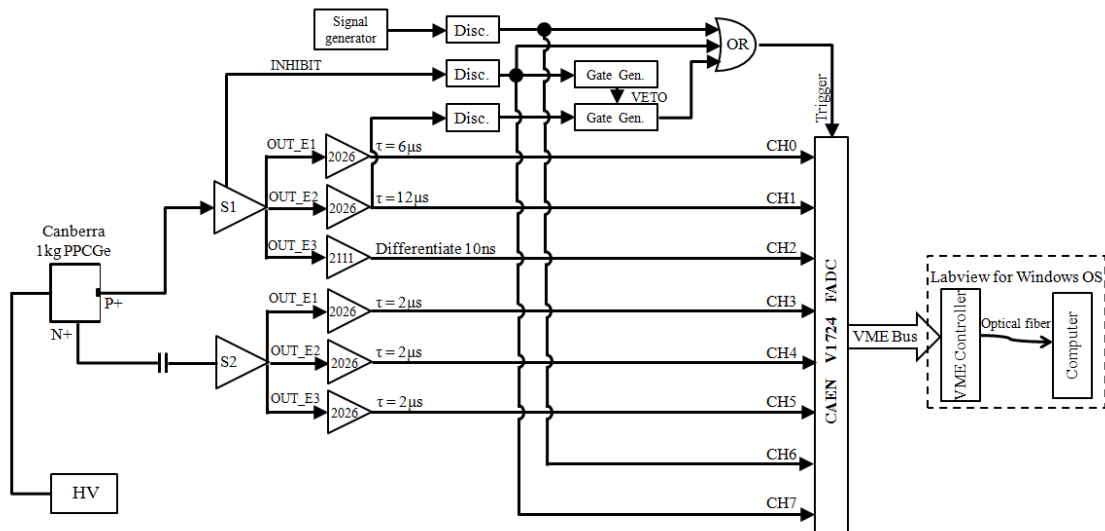 Signal
generator
Disc.
OR
INHIBIT
Disc.
Gate Gen.
VETO
Disc.
Gate Gen.
Trigger
OUT_E1
2026
τ = 6μs
CH0
S1
OUT_E2
2026
τ = 12μs
CH1
Canberra
1kg PPCGe
OUT_E3
2111
Differentiate 10ns
CH2
P+
N+
OUT_E1
2026
τ = 2μs
CH3
S2
OUT_E2
2026
τ = 2μs
CH4
OUT_E3
2026
τ = 2μs
CH5
CH6
CH7
HV
CAEN V1724 FADC
VME Bus
Labview for Windows OS
VME Controller
Optical fiber
Computer